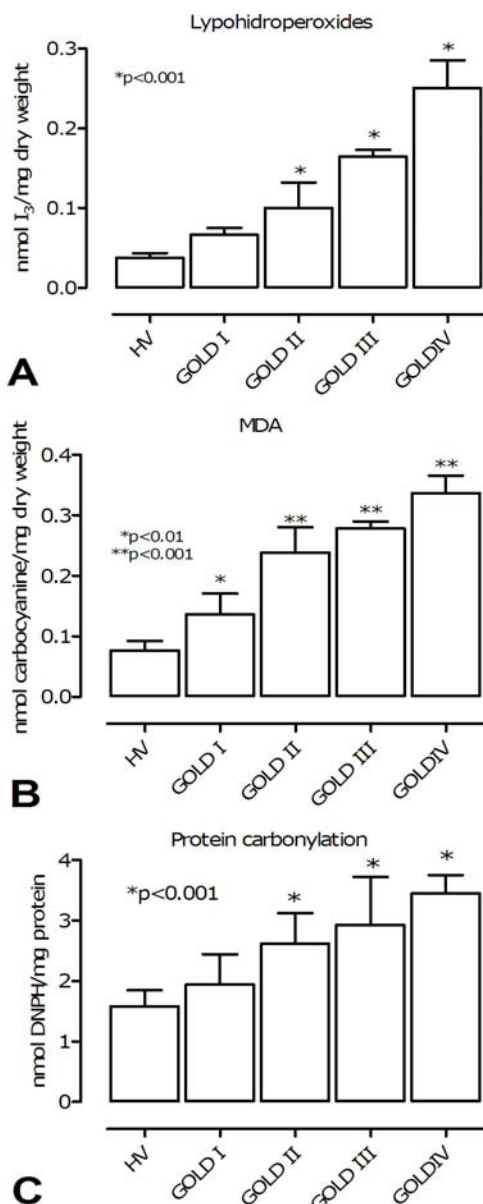 Lypohidroperoxides
nmol I₃/mg dry weight
0.3
0.2
0.1
0.0
*p<0.001
*
*
*
HV
GOLD I
GOLD II
GOLD III
GOLDIV
A
MDA
nmol carbocyanine/mg dry weight
0.4
0.3
0.2
0.1
0.0
*p<0.01
**p<0.001
*
**
**
**
HV
GOLD I
GOLD II
GOLD III
GOLDIV
B
Protein carbonylation
nmol DNPH/mg protein
4
3
2
1
0
*p<0.001
*
*
*
HV
GOLD I
GOLD II
GOLD III
GOLDIV
C